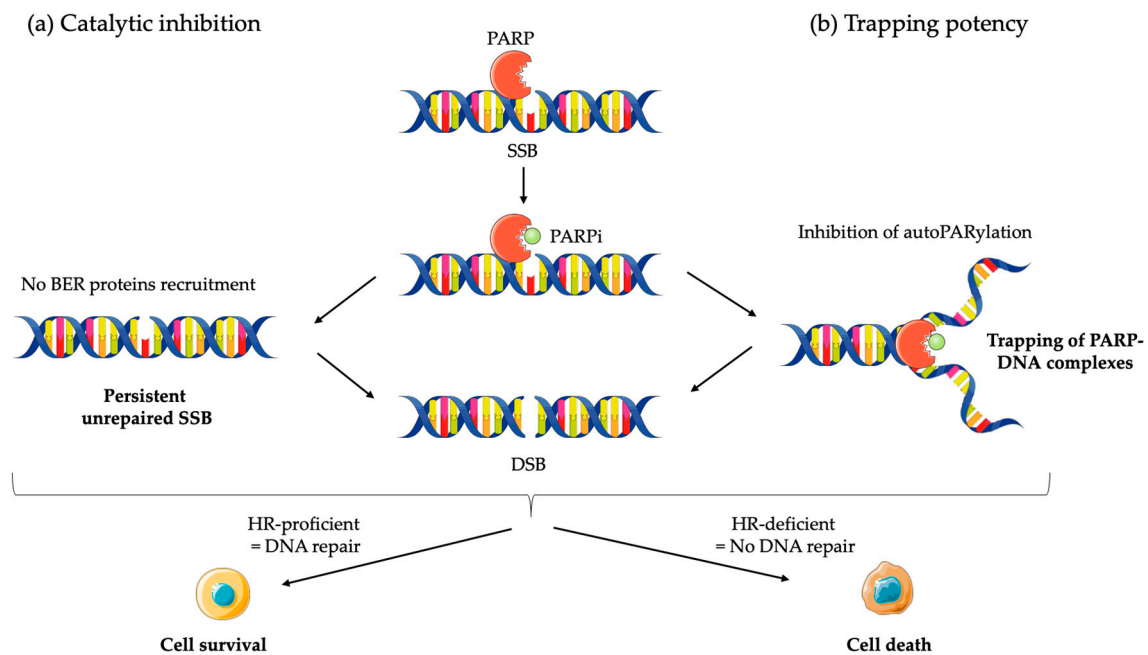 (a) Catalytic inhibition
(b) Trapping potency
PARP
SSB
PARPi
No BER proteins recruitment
Persistent
unrepaired SSB
Inhibition of autoPARylation
Trapping of PARP-
DNA complexes
DSB
HR-proficient
= DNA repair
HR-deficient
= No DNA repair
Cell survival
Cell death